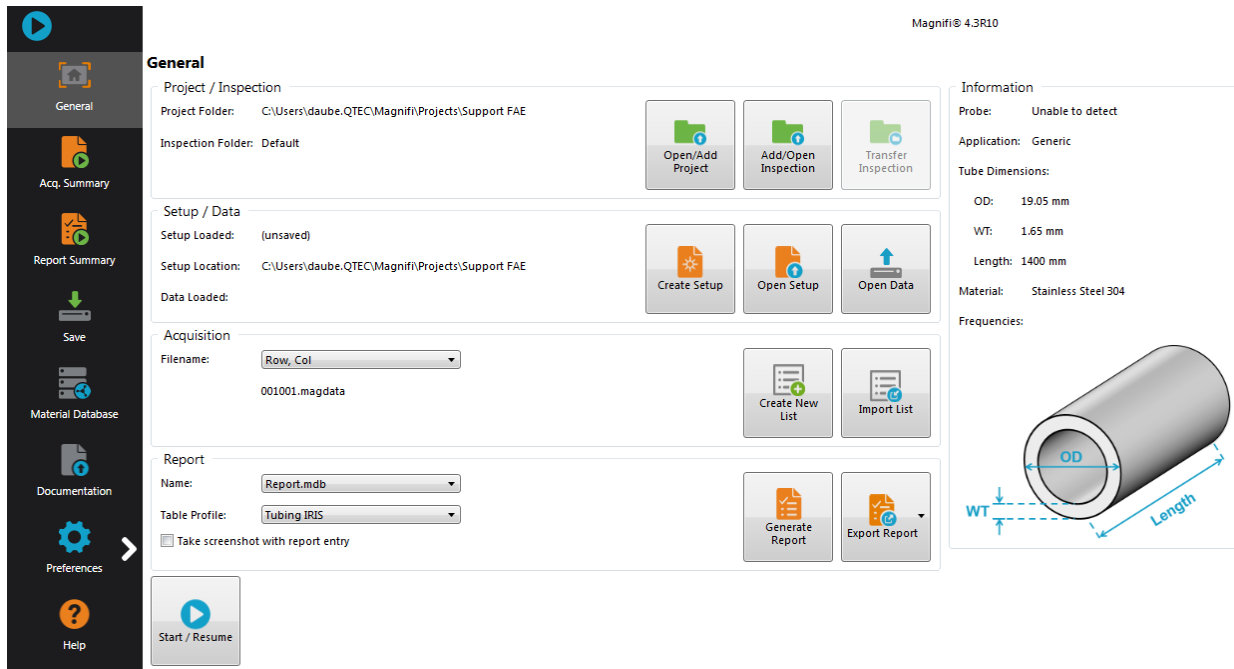 Magnifi® 4.3R10
General
Acq. Summary
Report Summary
Save
Material Database
Documentation
Preferences
Help
General
Project / Inspection
Project Folder: C:\Users\daube.QTEC\Magnifi\Projects\Support FAE
Inspection Folder: Default
Open/Add
Project
Add/Open
Inspection
Transfer
Inspection
Setup / Data
Setup Loaded: (unsaved)
Setup Location: C:\Users\daube.QTEC\Magnifi\Projects\Support FAE
Data Loaded:
Create Setup
Open Setup
Open Data
Acquisition
Filename: Row, Col
001001.magdata
Create New
List
Import List
Report
Name: Report.mdb
Table Profile: Tubing IRIS
Take screenshot with report entry
Generate
Report
Export Report
Start / Resume
Information
Probe: Unable to detect
Application: Generic
Tube Dimensions:
OD: 19.05 mm
WT: 1.65 mm
Length: 1400 mm
Material: Stainless Steel 304
Frequencies:
OD
WT
Length